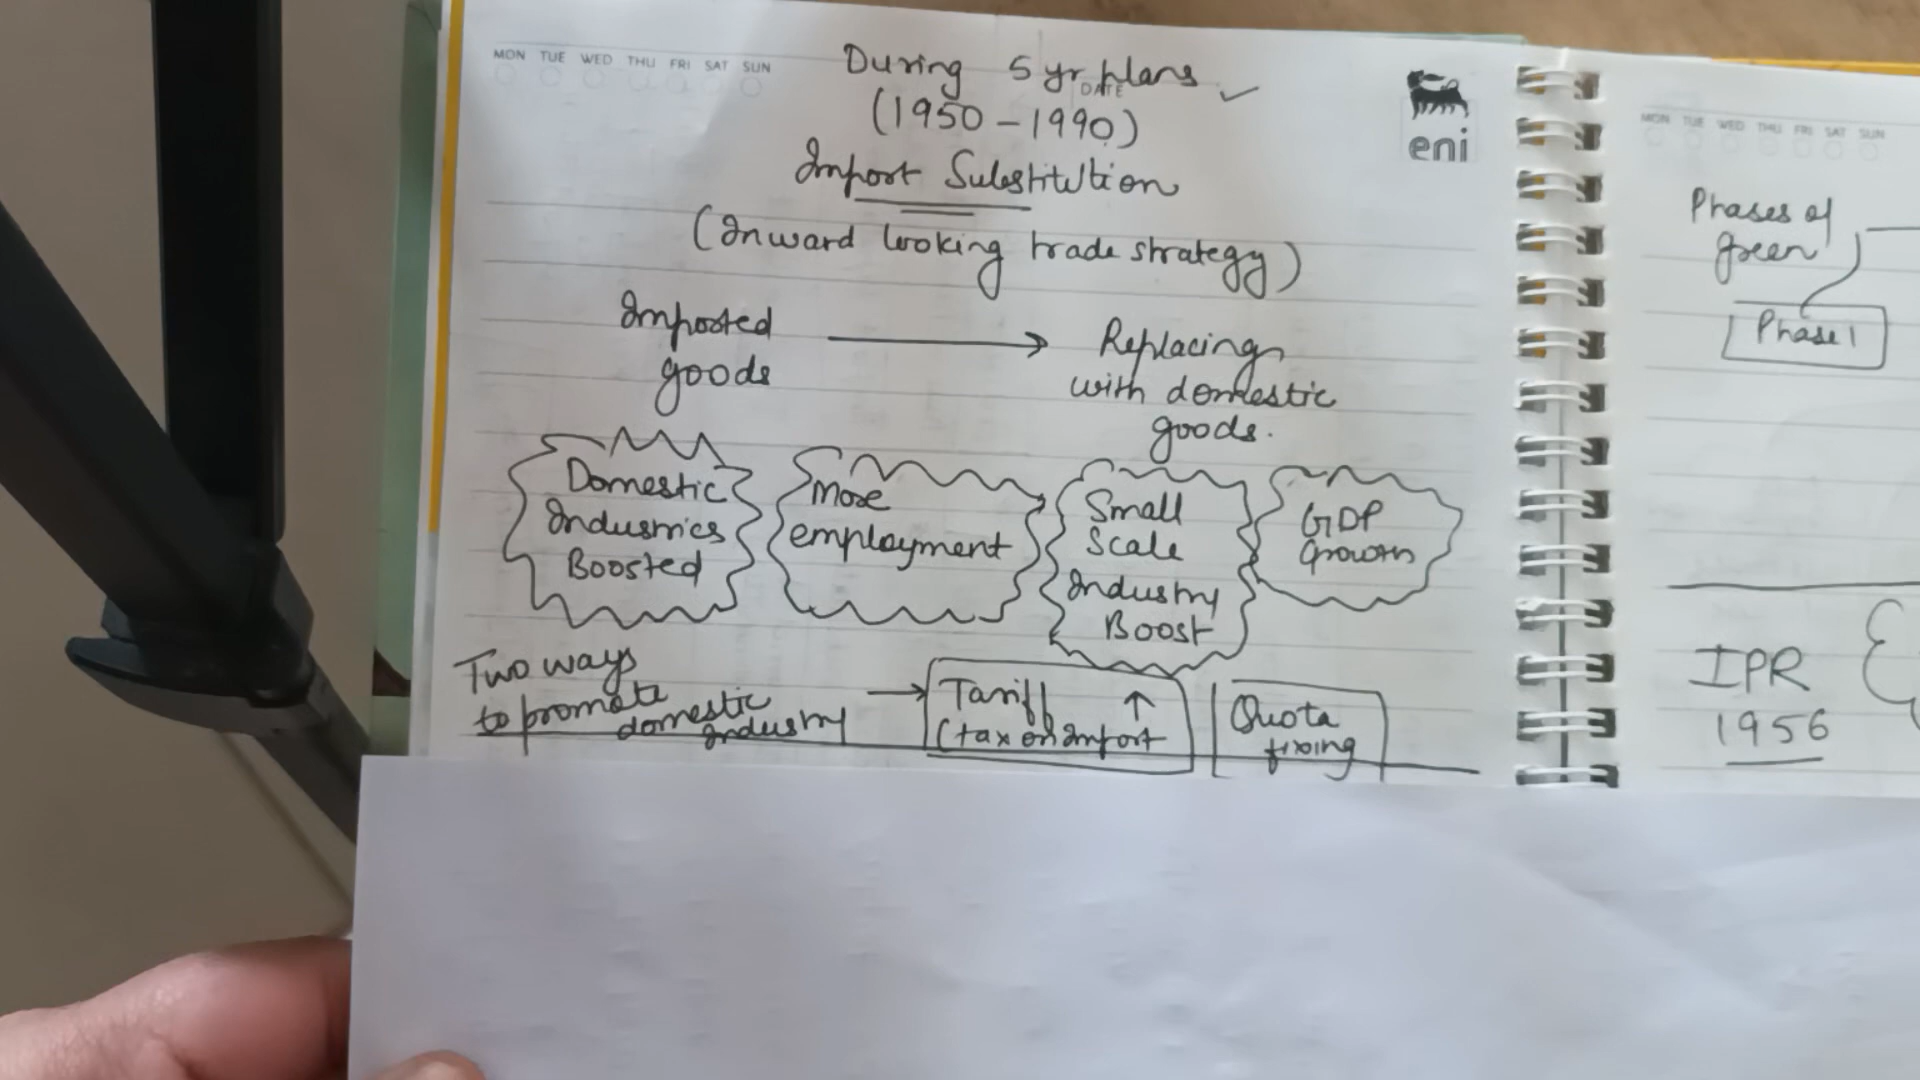 MON TUE WED THU FRI SAT SUN
During 5 yr plans
DATE
(1950 - 1990)
Import Substitution
(Inward looking trade strategy)
eni
Imported
goods
Replacing
with domestic
goods.
Domestic
Industries
Boosted
More
employment
Small
Scale
Industry
Boost
GDP
Growth
Two ways
to promote
domestic
industry
Tariff ↑
(tax on import
Quota
fixing
MON TUE WED THU FRI SAT SUN
Phases of
green
Phase 1
IPR
1956